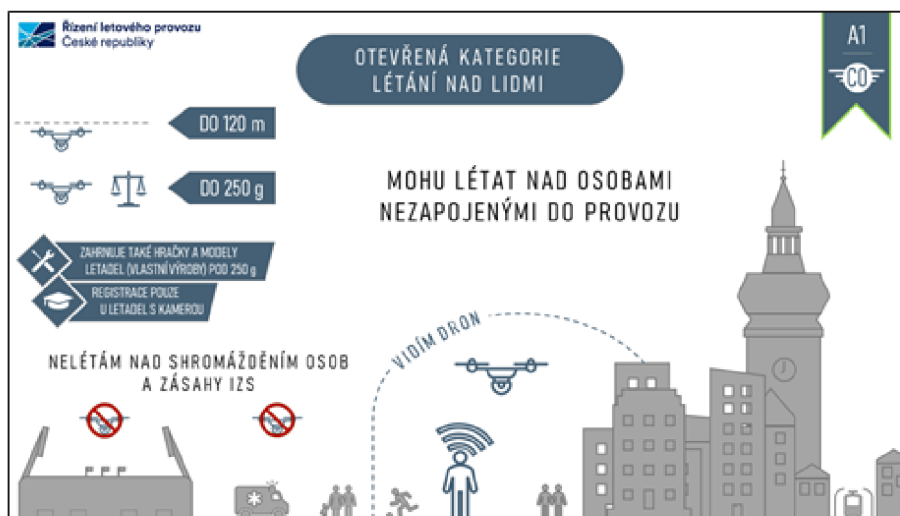 Řízení letového provozu
České republiky
OTEVŘENÁ KATEGORIE
LÉTÁNÍ NAD LIDMI
A1
C0
DO 120 m
DO 250 g
MOHU LÉTAT NAD OSOBAMI
NEZAPOJENÝMI DO PROVOZU
ZAHRNUJE TAKÉ HRAČKY A MODELY
LETADEL (VLASTNÍ VÝROBY) POD 250 g
REGISTRACE POUZE
U LETADEL S KAMEROU
NELÉTÁM NAD SHROMÁŽDĚNÍM OSOB
A ZÁSAHY IZS
VIDÍM DRON